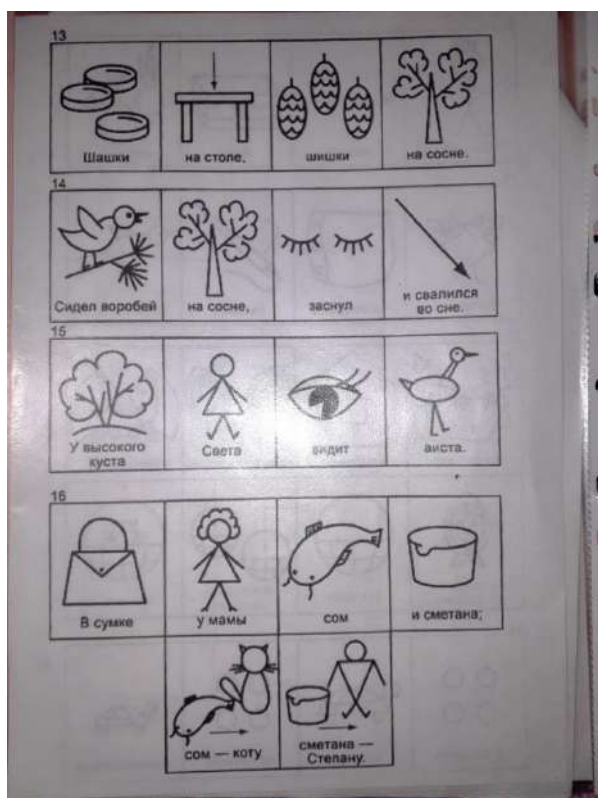 13
Шашки
на столе,
шишки
на сосне.
14
Сидел воробей
на сосне,
заснул
и свалился
во сне.
15
У высокого
куста
Света
видит
аиста.
16
В сумке
у мамы
сом
и сметана;
сом — коту
сметана —
Степану.